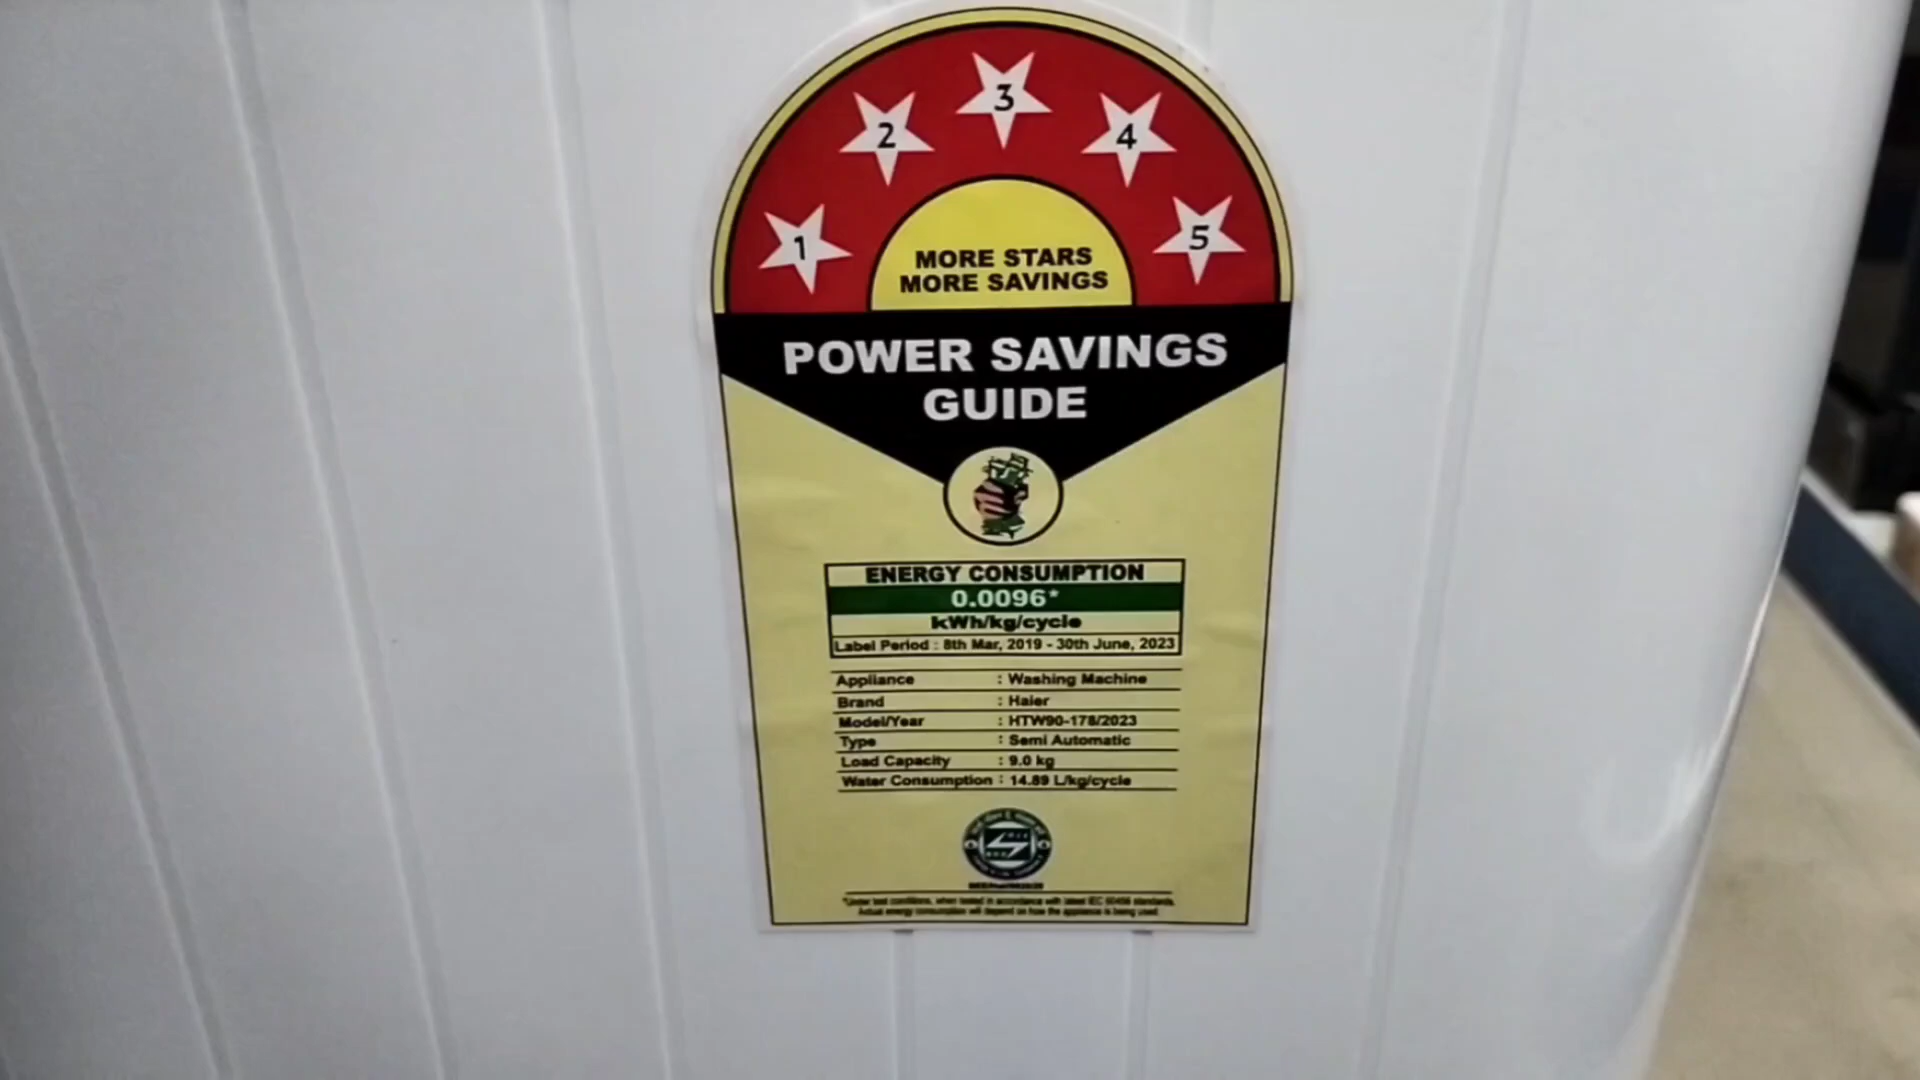 1 2 3 4 5
MORE STARS
MORE SAVINGS
POWER SAVINGS
GUIDE
ENERGY CONSUMPTION
0.0096*
kWh/kg/cycle
Label Period : 8th Mar, 2019 - 30th June, 2023
Appliance : Washing Machine
Brand : Haier
Model/Year : HTW90-178/2023
Type : Semi Automatic
Load Capacity : 9.0 kg
Water Consumption : 14.89 L/kg/cycle
*Under test conditions, when tested in accordance with latest IEC 60456 standards.
Actual energy consumption will depend on how the appliance is being used.